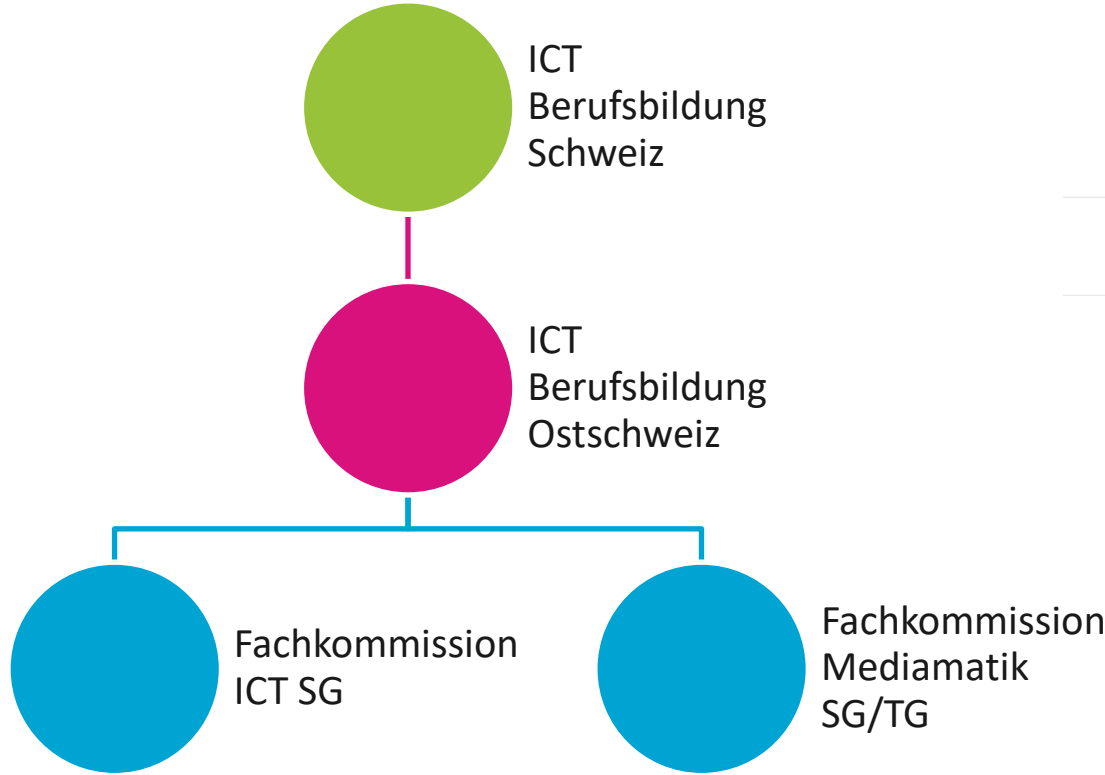 ICT
Berufsbildung
Schweiz
ICT
Berufsbildung
Ostschweiz
Fachkommission
ICT SG
Fachkommission
Mediamatik
SG/TG